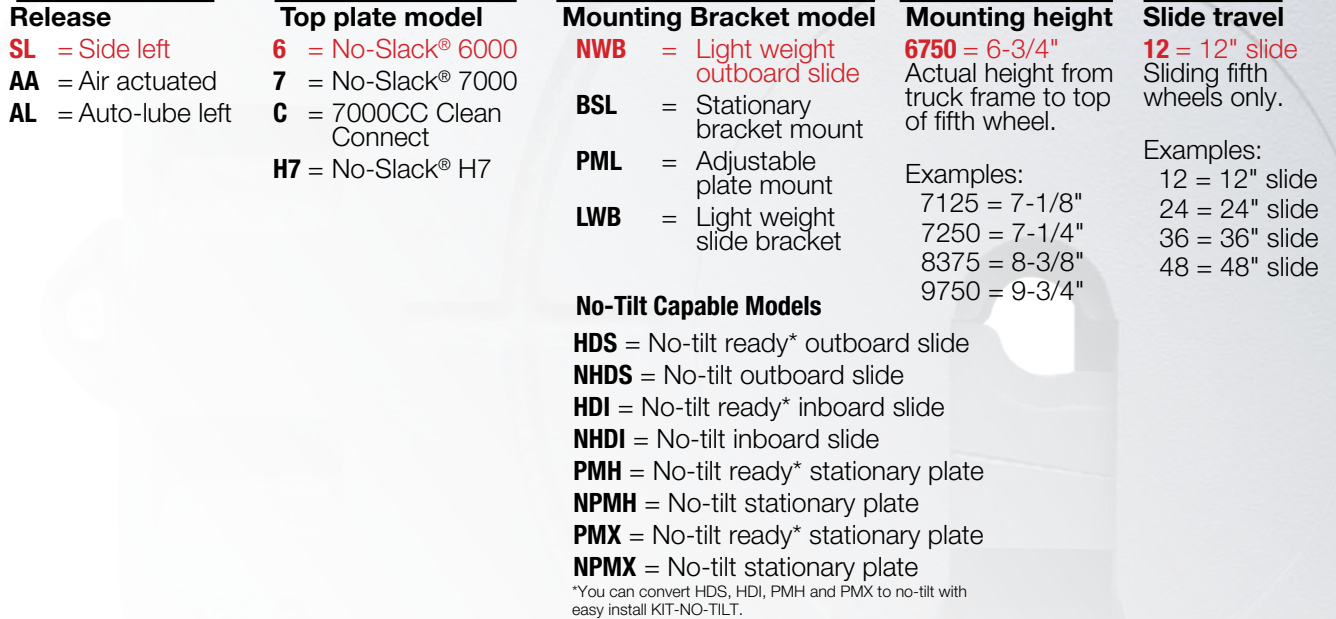 Release
SL = Side left
AA = Air actuated
AL = Auto-lube left
Top plate model
6 = No-Slack® 6000
7 = No-Slack® 7000
C = 7000CC Clean
Connect
H7 = No-Slack® H7
Mounting Bracket model
NWB = Light weight
outboard slide
BSL = Stationary
bracket mount
PML = Adjustable
plate mount
LWB = Light weight
slide bracket
No-Tilt Capable Models
HDS = No-tilt ready* outboard slide
NHDS = No-tilt outboard slide
HDI = No-tilt ready* inboard slide
NHDI = No-tilt inboard slide
PMH = No-tilt ready* stationary plate
NPMH = No-tilt stationary plate
PMX = No-tilt ready* stationary plate
NPMX = No-tilt stationary plate
*You can convert HDS, HDI, PMH and PMX to no-tilt with
easy install KIT-NO-TILT.
Mounting height
6750 = 6-3/4"
Actual height from
truck frame to top
of fifth wheel.
Examples:
7125 = 7-1/8"
7250 = 7-1/4"
8375 = 8-3/8"
9750 = 9-3/4"
Slide travel
12 = 12" slide
Sliding fifth
wheels only.
Examples:
12 = 12" slide
24 = 24" slide
36 = 36" slide
48 = 48" slide